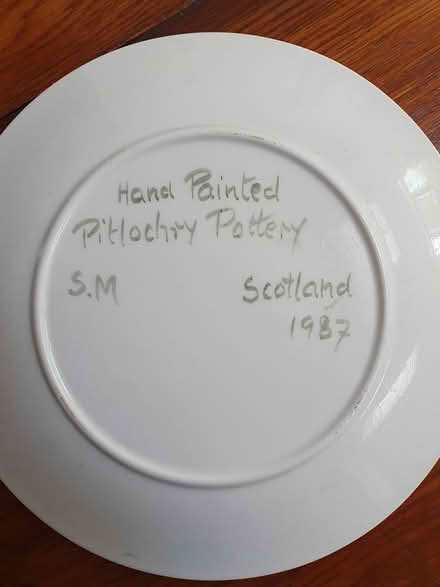 Hand Painted
Pitlochry Pottery
S.M Scotland
1987